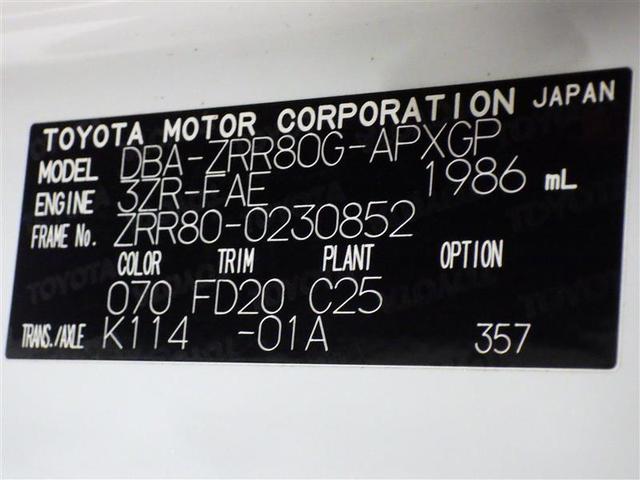 TOYOTA MOTOR CORPORATION JAPAN
MODEL DBA-ZRR80G-APXGP
ENGINE 3ZR-FAE 1986 mL
FRAME No. ZRR80-0230852
COLOR TRIM PLANT OPTION
070 FD20 C25
TRANS./AXLE K114 -01A 357